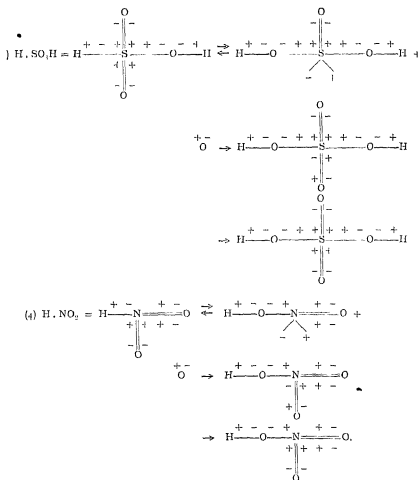 O
− −
+ +
) H . SO₃H = H—S—O—H ⇌ H—O—S—O—H +
+ − − + + − − +
+ +
− −
O
− +
O
− −
+ +
+ −
O → H—O—S—O—H
+ − − + + − − +
− +
+ −
O
O
− −
+ +
→ H—O—S—O—H
+ − − + + − − +
+ +
− −
O
(4) H . NO₂ = H—N=O ⇌ H—O—N=O +
+ − + −
+ − − + + −
+ +
− −
O
− +
+ −
O → H—O—N=O
+ − − + + −
− +
+ −
O
→ H—O—N=O.
+ − − + + −
+ +
− −
O